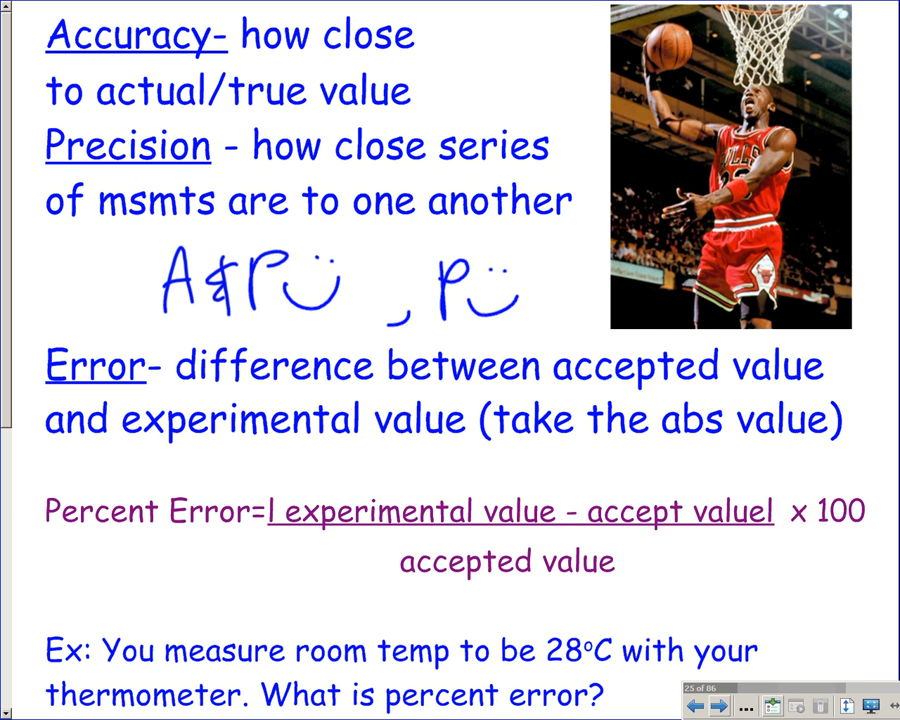 Accuracy- how close
to actual/true value
Precision - how close series
of msmts are to one another
A&P , P
Error- difference between accepted value
and experimental value (take the abs value)
Percent Error=l experimental value - accept valuel x 100
accepted value
Ex: You measure room temp to be 28°C with your
thermometer. What is percent error?
25 of 86